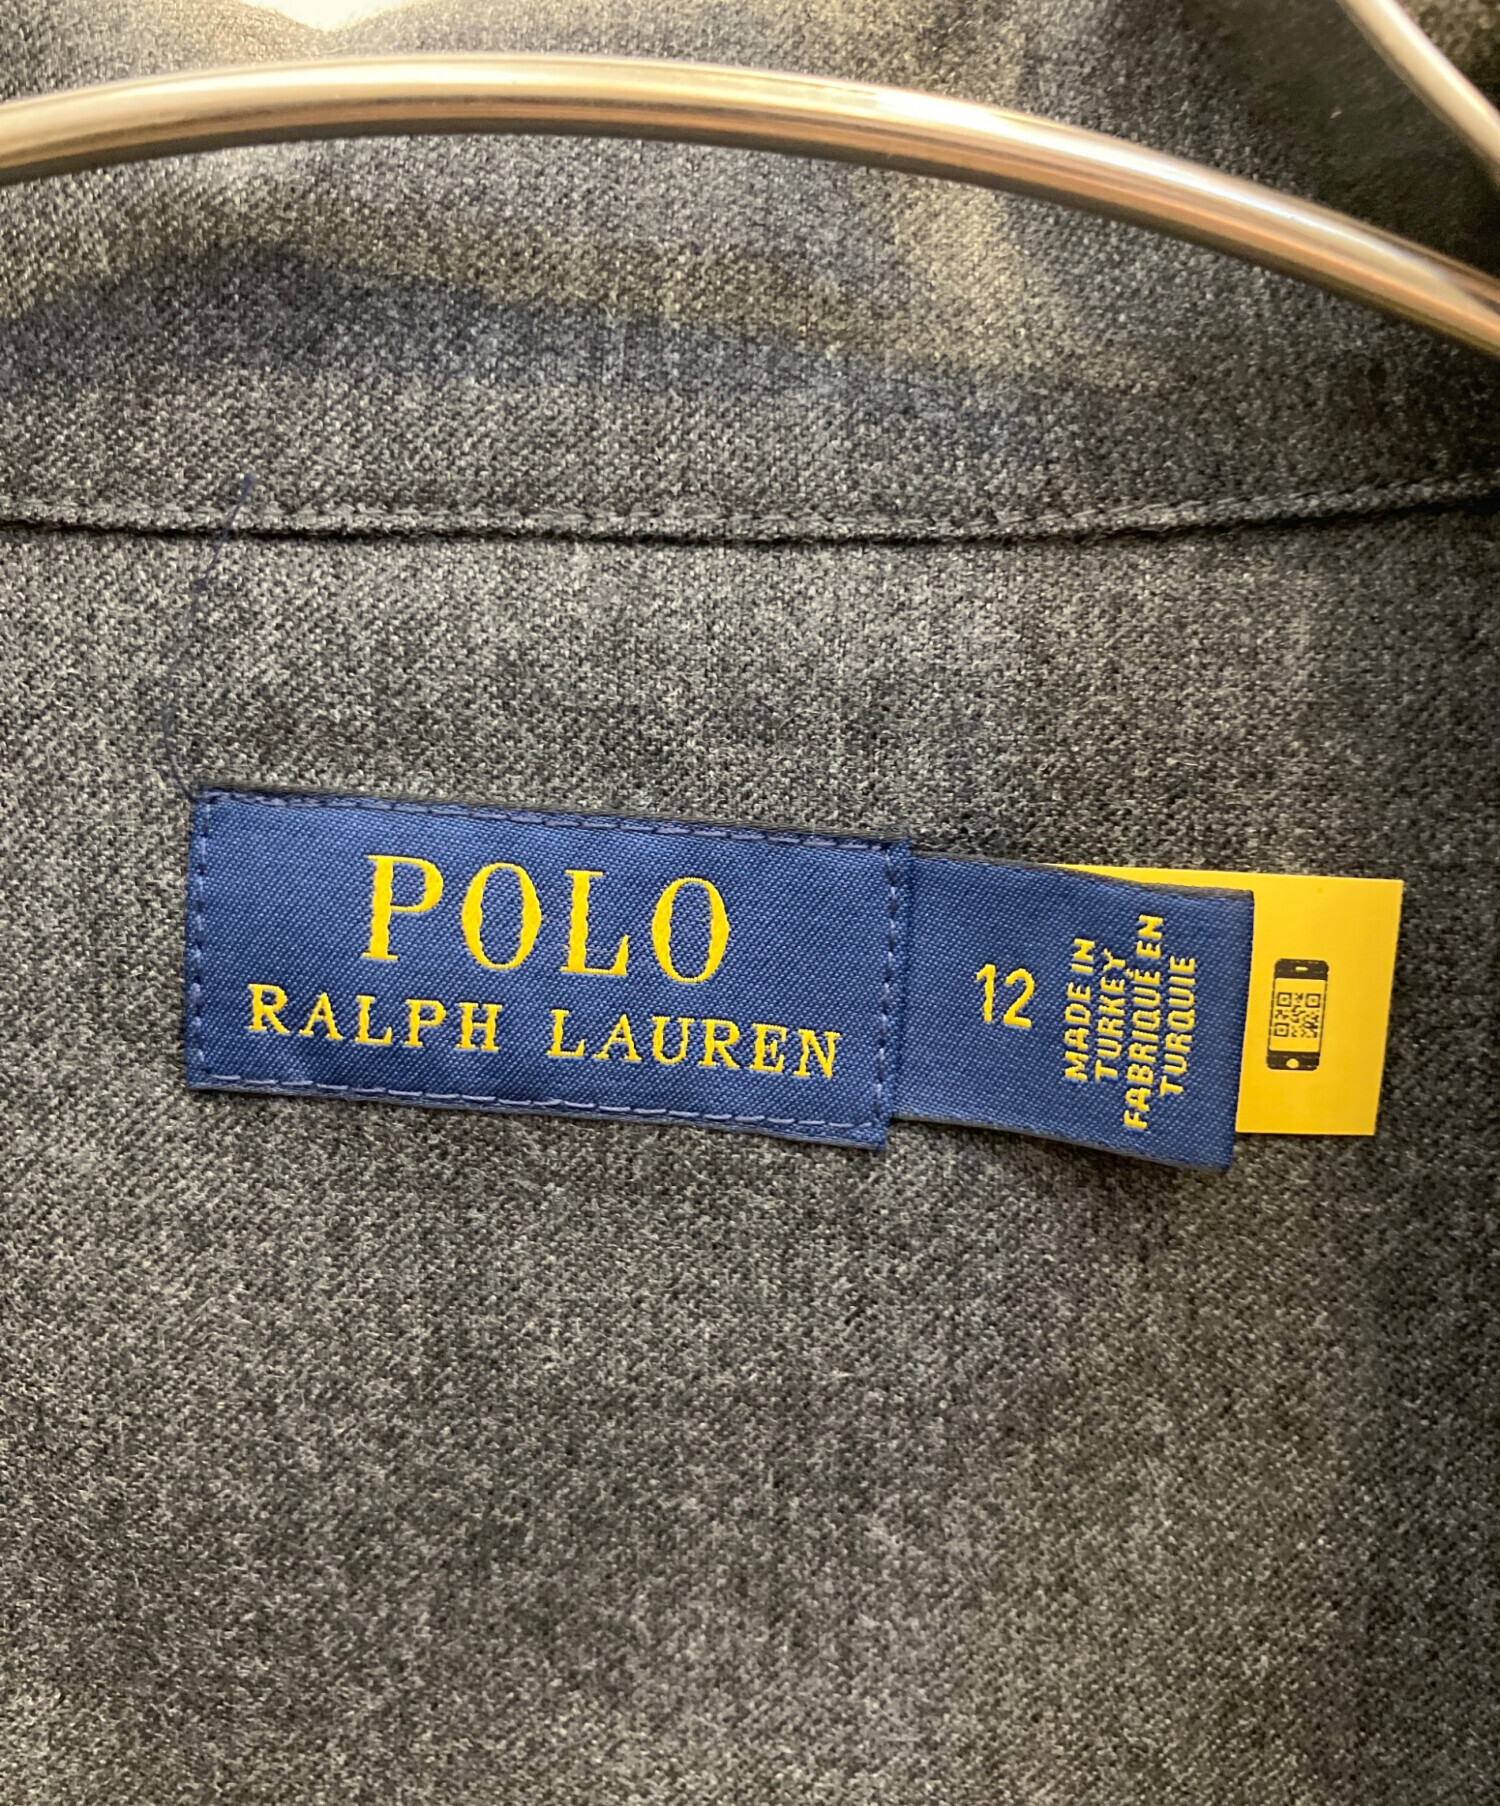 POLO
RALPH LAUREN
12
MADE IN
TURKEY
FABRIQUÉ EN
TURQUIE